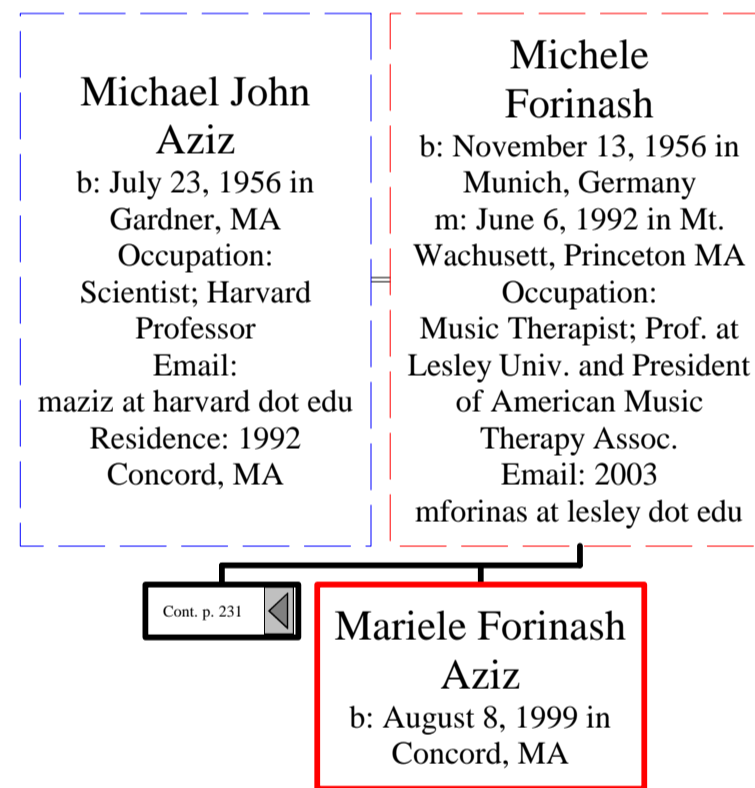 Michael John
Aziz
b: July 23, 1956 in
Gardner, MA
Occupation:
Scientist; Harvard
Professor
Email:
maziz at harvard dot edu
Residence: 1992
Concord, MA
Michele
Forinash
b: November 13, 1956 in
Munich, Germany
m: June 6, 1992 in Mt.
Wachusett, Princeton MA
Occupation:
Music Therapist; Prof. at
Lesley Univ. and President
of American Music
Therapy Assoc.
Email: 2003
mforinas at lesley dot edu
Cont. p. 231
Mariele Forinash
Aziz
b: August 8, 1999 in
Concord, MA